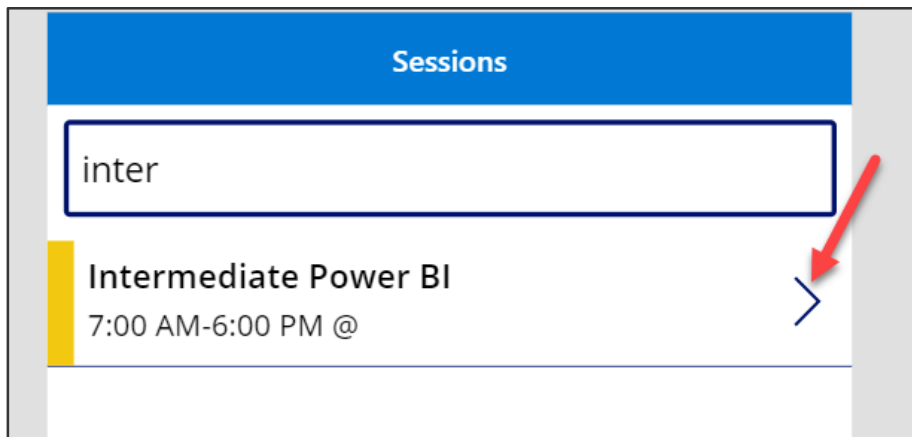 Sessions
inter
Intermediate Power BI
7:00 AM-6:00 PM @